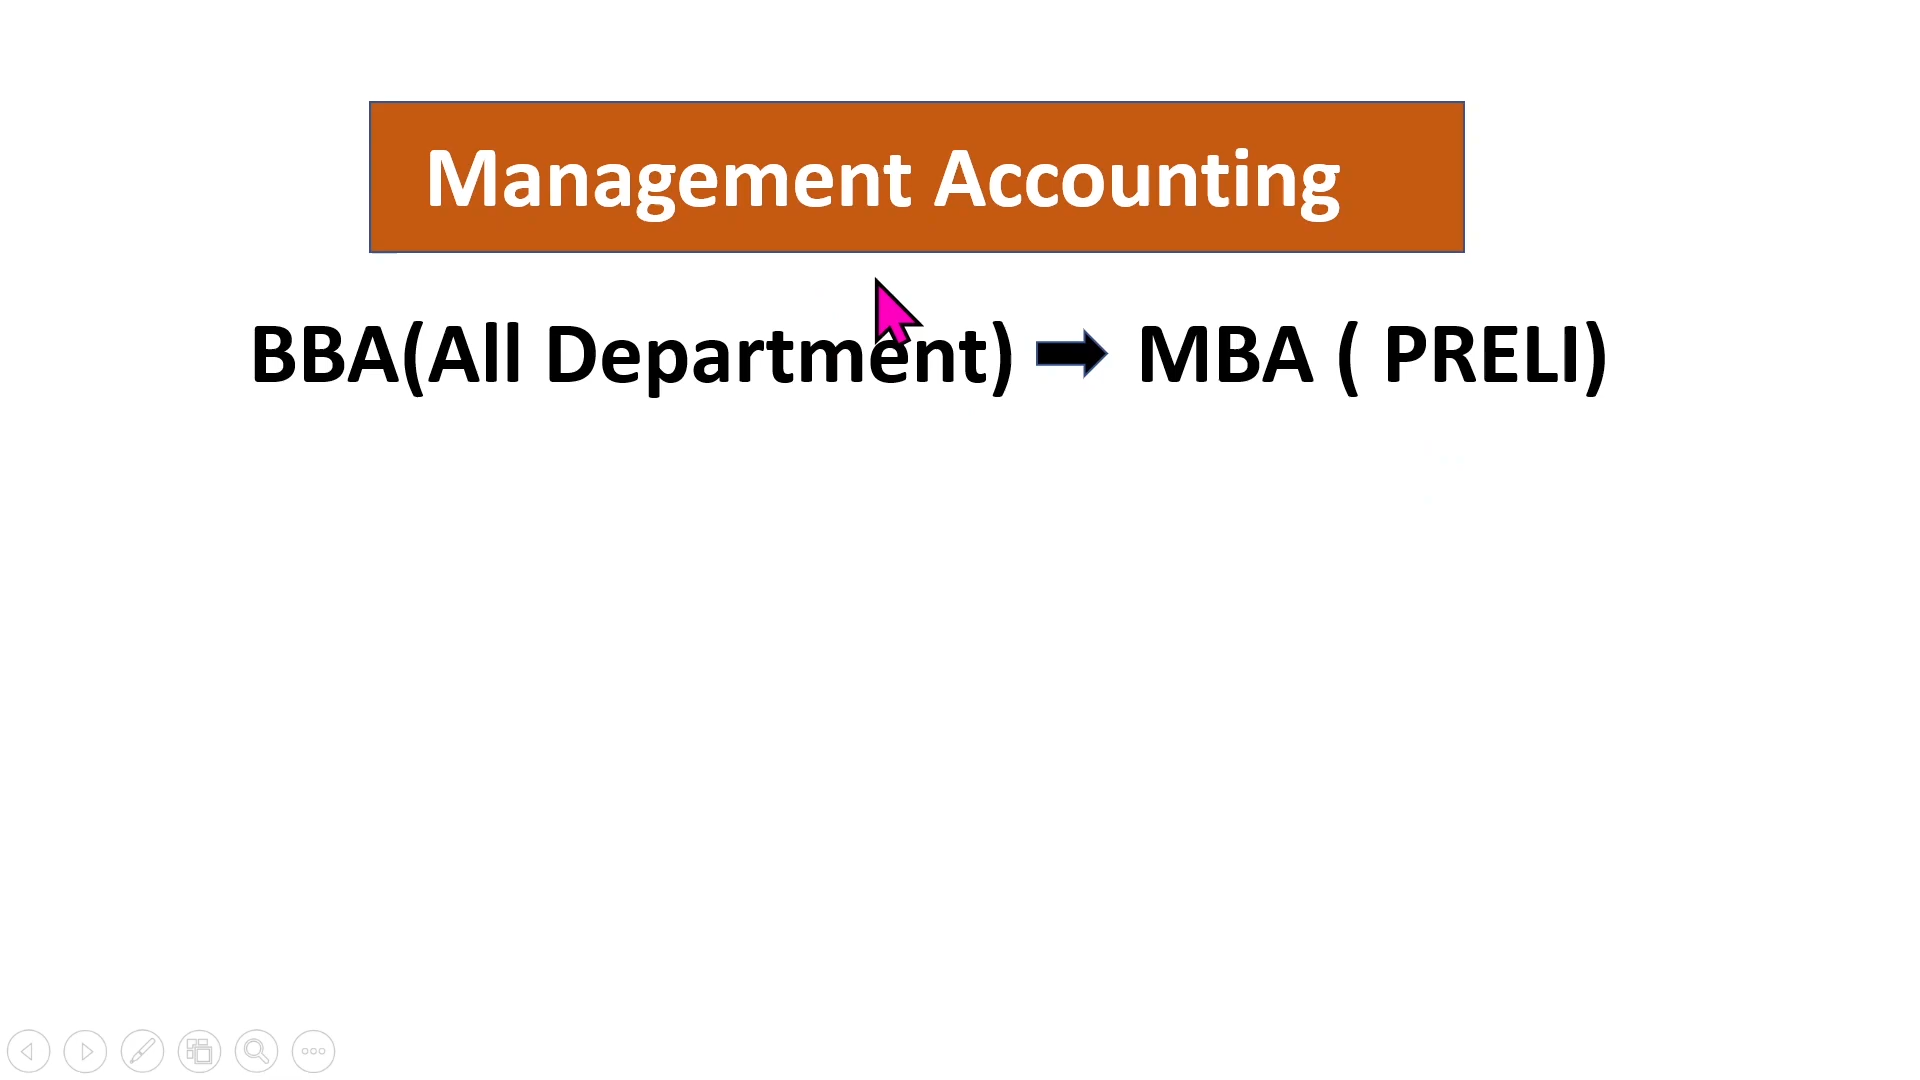 Management Accounting
BBA(All Department) ➡ MBA ( PRELI)